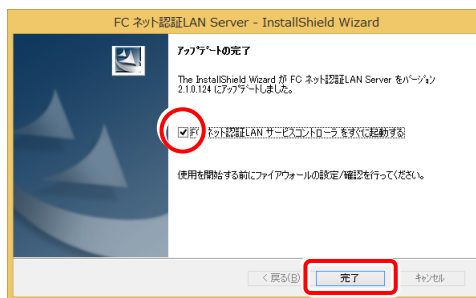 FC ネット認証LAN Server - InstallShield Wizard
アップデートの完了
The InstallShield Wizard が FC ネット認証LAN Server をバージョン
2.1.0.124 にアップデートしました。
ネット認証LAN サービスコントローラ をすぐに起動する
使用を開始する前にファイアウォールの設定/確認を行ってください。
< 戻る(B)
完了
キャンセル